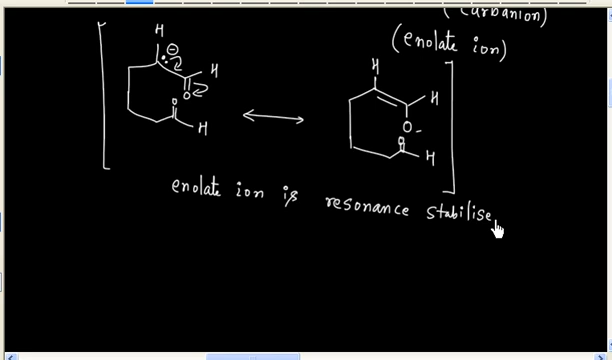 (carbanion)
(enolate ion)
H
H
H
H
O
O
H
O
O
H
enolate ion is resonance stabilise